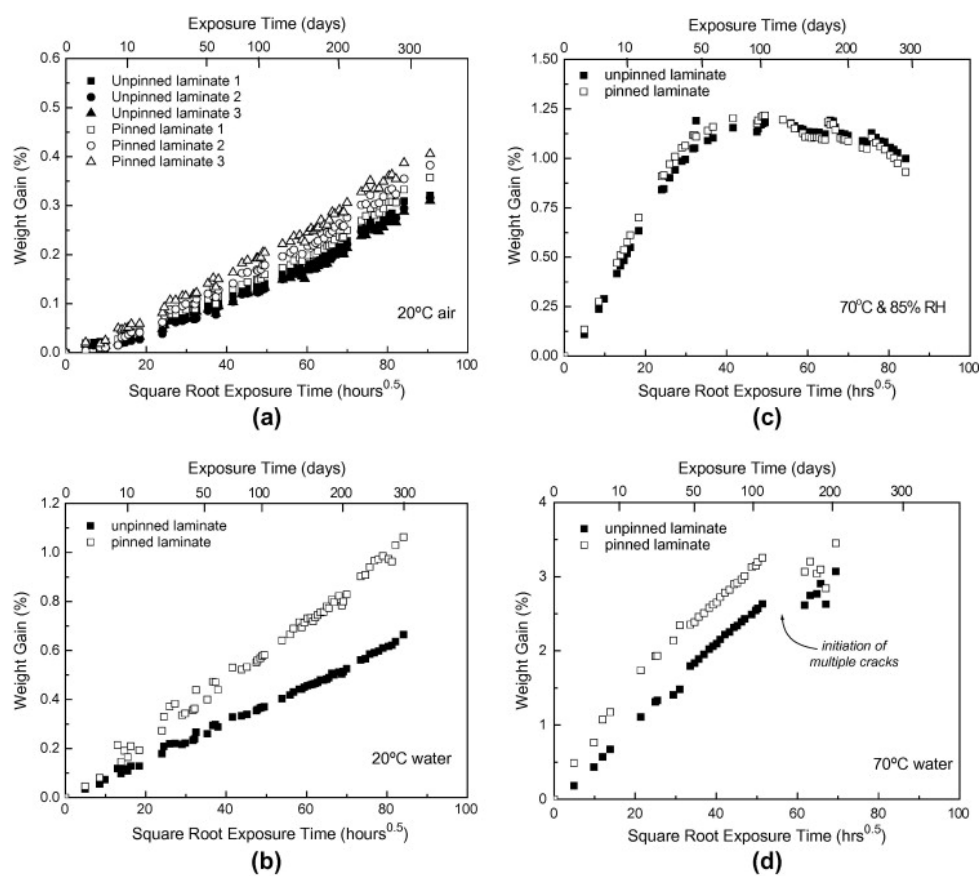 Exposure Time (days)
0 10 50 100 200 300
0.6
0.5
0.4
0.3
0.2
0.1
0.0
Weight Gain (%)
Unpinned laminate 1
Unpinned laminate 2
Unpinned laminate 3
Pinned laminate 1
Pinned laminate 2
Pinned laminate 3
20ºC air
0 20 40 60 80 100
Square Root Exposure Time (hours^0.5)
(a)
Exposure Time (days)
0 10 50 100 200 300
1.50
1.25
1.00
0.75
0.50
0.25
0.00
Weight Gain (%)
unpinned laminate
pinned laminate
70°C & 85% RH
0 20 40 60 80 100
Square Root Exposure Time (hrs^0.5)
(c)
Exposure Time (days)
0 10 50 100 200 300
1.2
1.0
0.8
0.6
0.4
0.2
0.0
Weight Gain (%)
unpinned laminate
pinned laminate
20ºC water
0 20 40 60 80 100
Square Root Exposure Time (hours^0.5)
(b)
Exposure Time (days)
0 10 50 100 200 300
4
3
2
1
0
Weight Gain (%)
unpinned laminate
pinned laminate
initiation of
multiple cracks
70ºC water
0 20 40 60 80 100
Square Root Exposure Time (hrs^0.5)
(d)